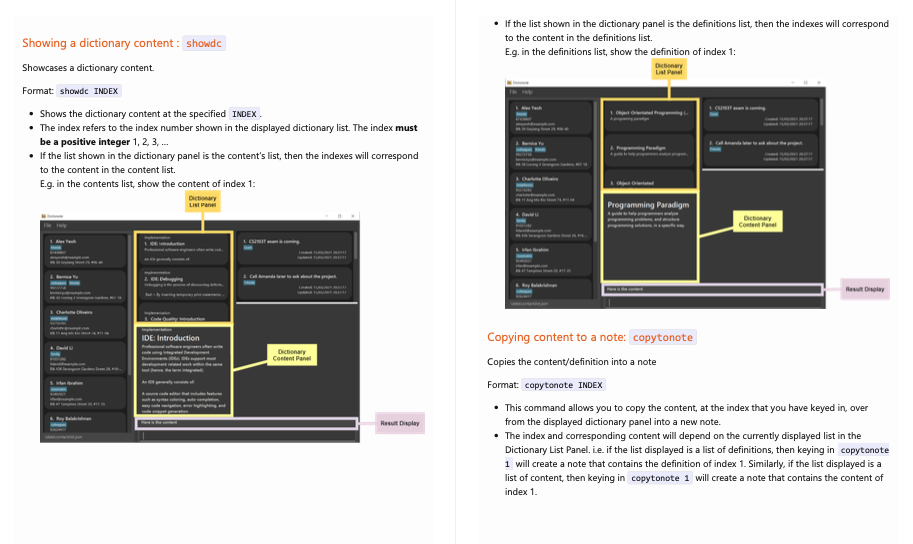 Showing a dictionary content : showdc
Showcases a dictionary content.
Format: showdc INDEX
• Shows the dictionary content at the specified INDEX.
• The index refers to the index number shown in the displayed dictionary list. The index must
be a positive integer 1, 2, 3, ...
• If the list shown in the dictionary panel is the content's list, then the indexes will correspond
to the content in the content list.
E.g. in the contents list, show the content of index 1:
Dictionary
List Panel
File Help
1. Alex Yeoh
2. Bernice Yu
3. Charlotte Oliveiro
4. David Li
5. Irfan Ibrahim
6. Roy Balakrishnan
Implementation
1. IDE: Introduction
Professional software engineers often write cod...
An IDE generally consists of:
Implementation
2. IDE: Debugging
3. Code Quality: Introduction
Implementation
IDE: Introduction
Professional software engineers often write
code using Integrated Development
Environments (IDEs). IDEs support most
development related work within the same
tool (hence, the term integrated).
An IDE generally consists of:
A source code editor that includes features
such as syntax coloring, auto-completion,
easy code navigation, error highlighting, and
code snippet generation.
Here is the content
1. CS2103T exam is coming.
2. Call Amanda later to ask about the project.
Dictionary
Content Panel
Result Display
• If the list shown in the dictionary panel is the definitions list, then the indexes will correspond
to the content in the definitions list.
E.g. in the definitions list, show the definition of index 1:
Dictionary
List Panel
File Help
1. Alex Yeoh
2. Bernice Yu
3. Charlotte Oliveiro
4. David Li
5. Irfan Ibrahim
6. Roy Balakrishnan
1. Object Oriented Programming (...
A programming paradigm
2. Programming Paradigm
A guide to help programmers analyze program...
3. Object Oriented
Programming Paradigm
A guide to help programmers analyze
programming problems, and structure
programming solutions, in a specific way.
Here is the content
1. CS2103T exam is coming.
2. Call Amanda later to ask about the project.
Dictionary
Content Panel
Result Display
Copying content to a note: copytonote
Copies the content/definition into a note
Format: copytonote INDEX
• This command allows you to copy the content, at the index that you have keyed in, over
from the displayed dictionary panel into a new note.
• The index and corresponding content will depend on the currently displayed list in the
Dictionary List Panel. i.e. if the list displayed is a list of definitions, then keying in copytonote
1 will create a note that contains the definition of index 1. Similarly, if the list displayed is a
list of content, then keying in copytonote 1 will create a note that contains the content of
index 1.